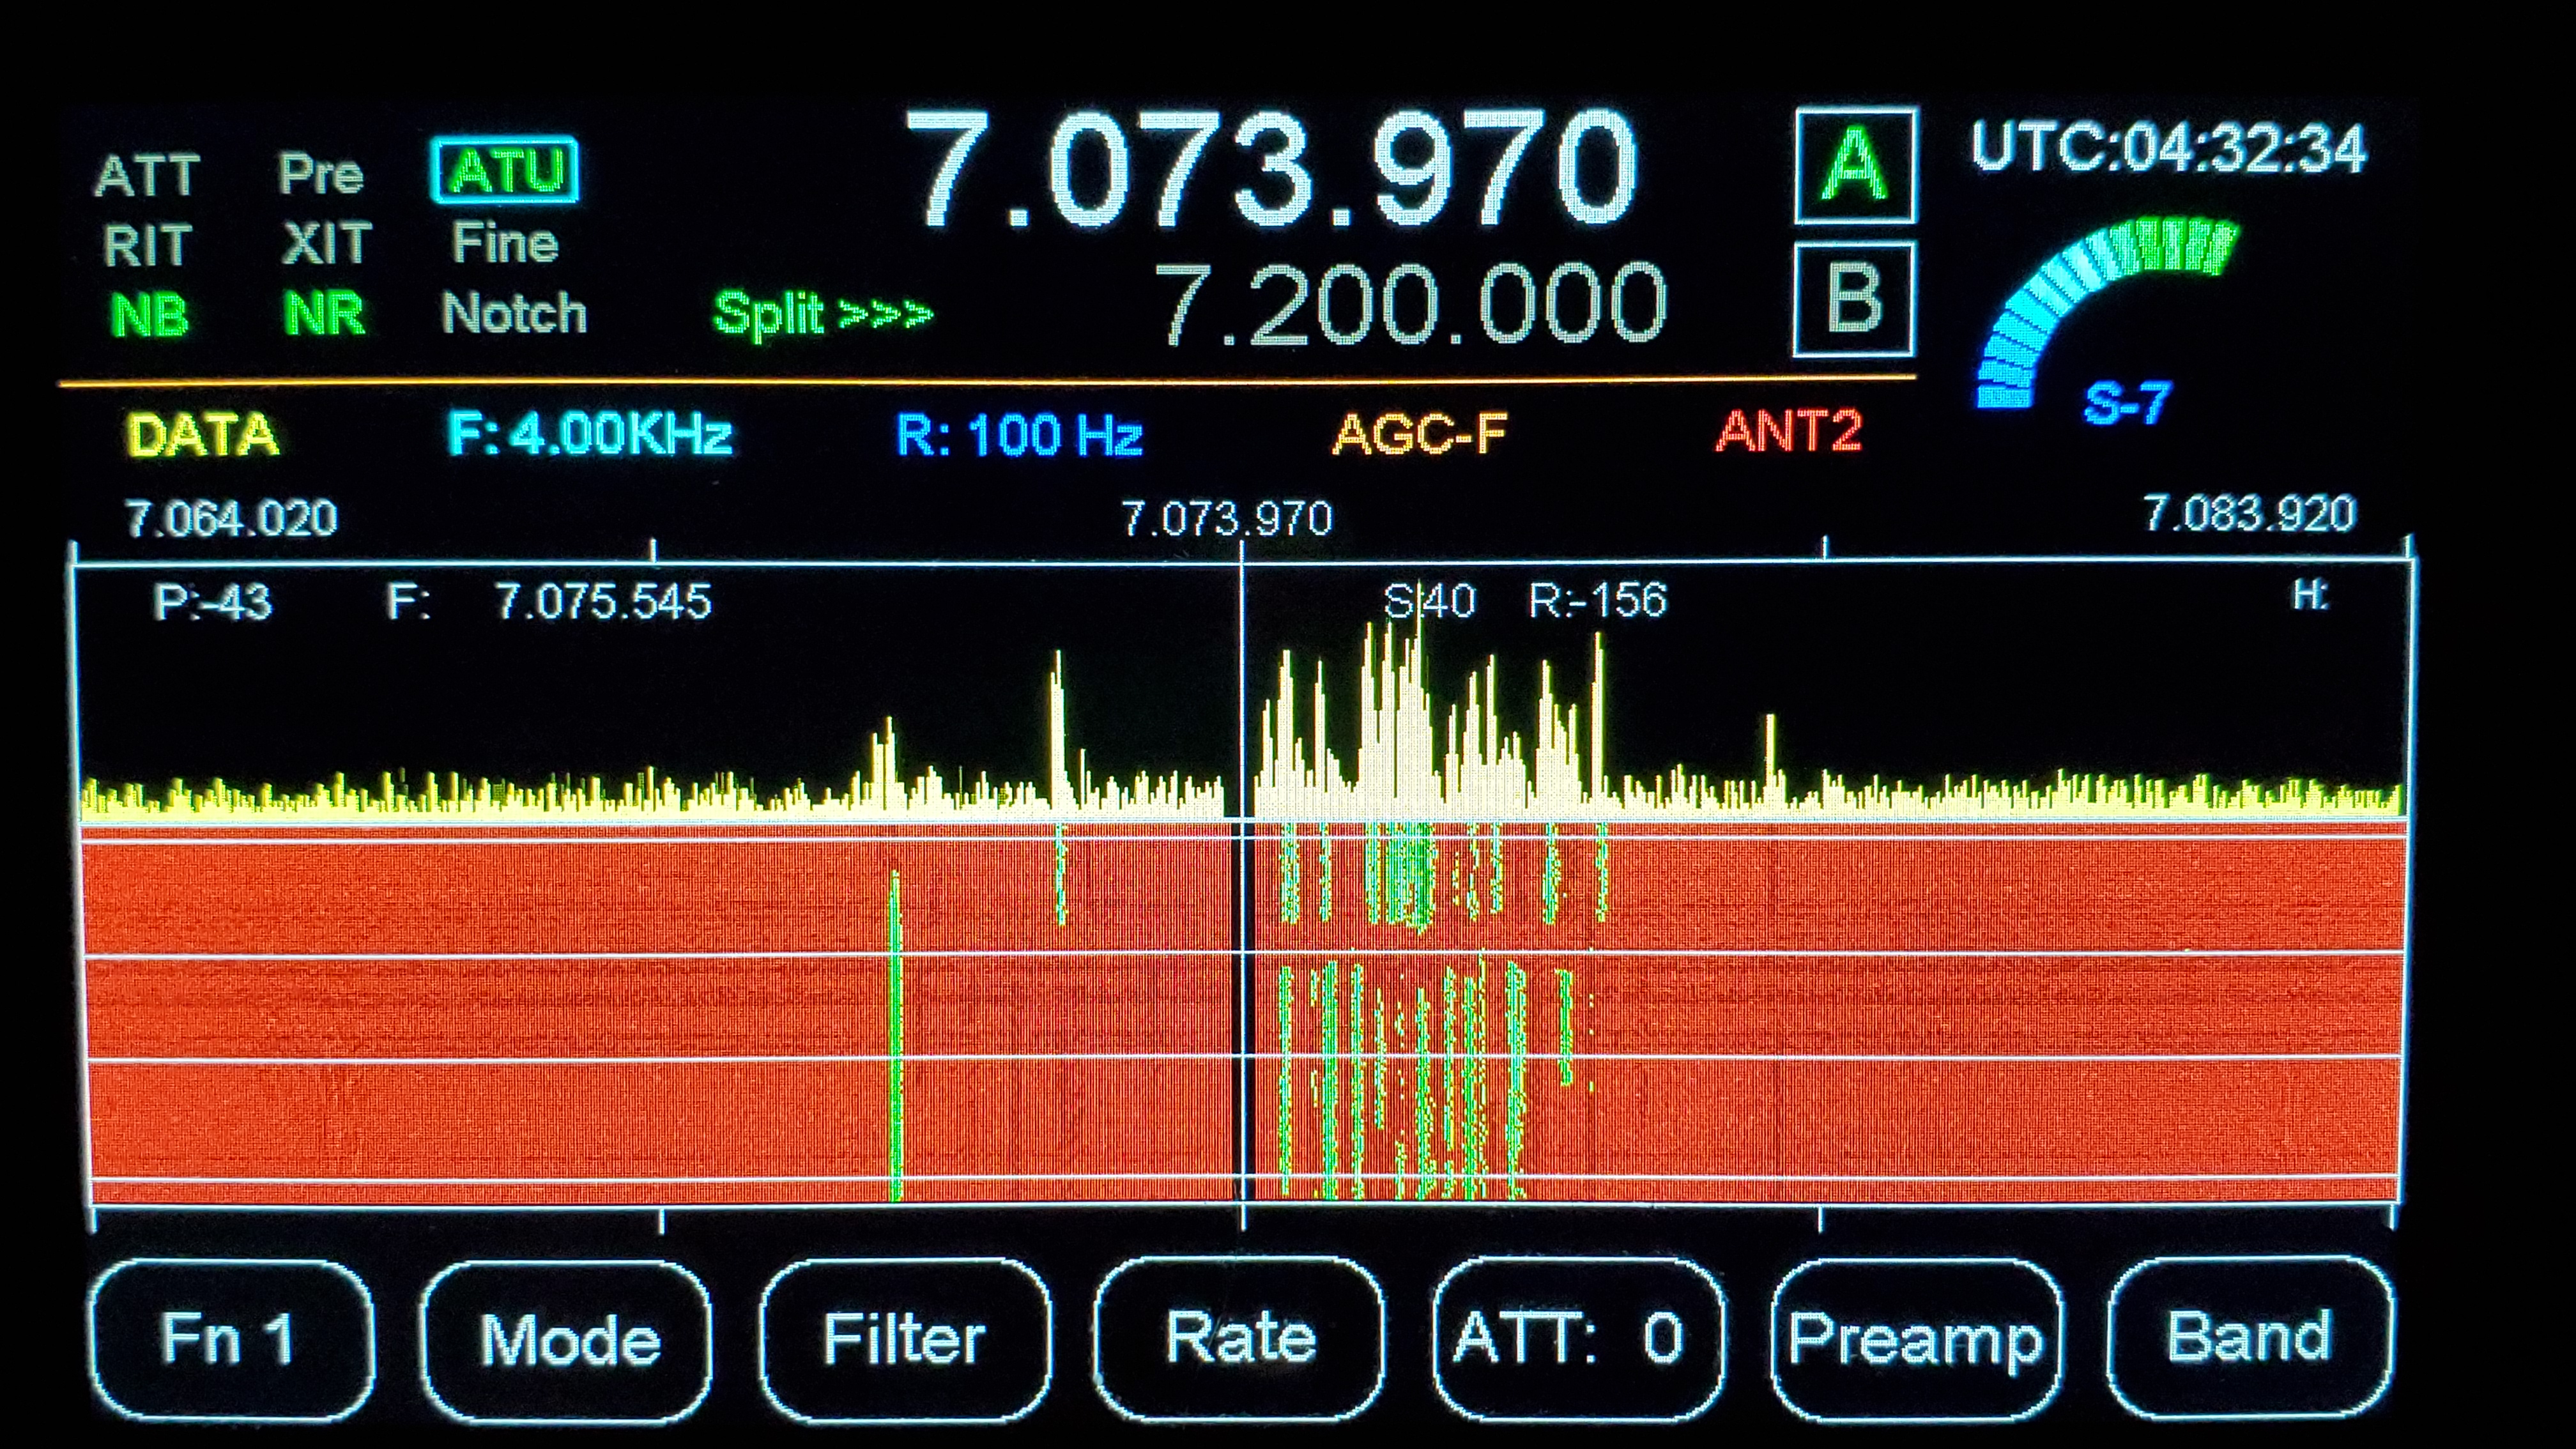 7.073.970 A UTC:04:32:34
ATT Pre ATU
RIT XIT Fine
NB NR Notch Split >>> 7.200.000 B
S-7
DATA F: 4.00KHz R: 100 Hz AGC-F ANT2
7.064.020 7.073.970 7.083.920
P:-43 F: 7.075.545 S:40 R:-156 H:
Fn 1 Mode Filter Rate ATT: 0 Preamp Band